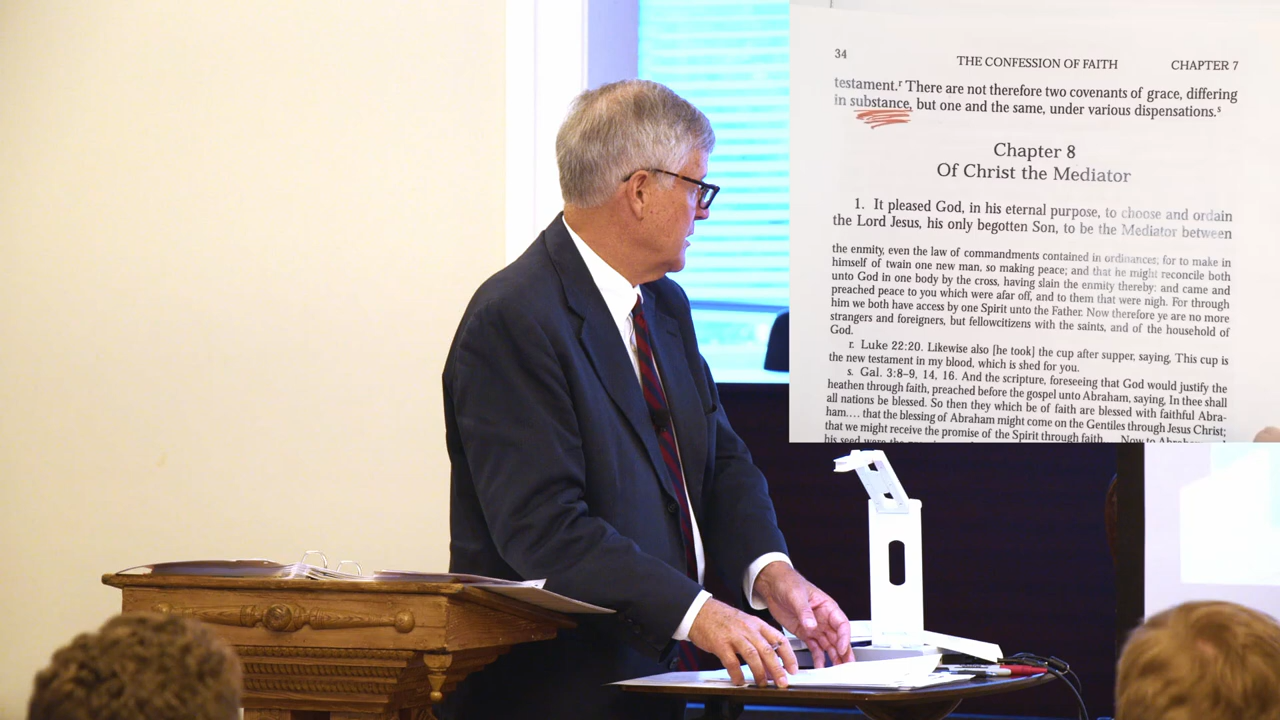 34 THE CONFESSION OF FAITH CHAPTER 7
testament.ʳ There are not therefore two covenants of grace, differing
in substance, but one and the same, under various dispensations.ˢ
Chapter 8
Of Christ the Mediator
1. It pleased God, in his eternal purpose, to choose and ordain
the Lord Jesus, his only begotten Son, to be the Mediator between
the enmity, even the law of commandments contained in ordinances; for to make in
himself of twain one new man, so making peace; and that he might reconcile both
unto God in one body by the cross, having slain the enmity thereby: and came and
preached peace to you which were afar off, and to them that were nigh. For through
him we both have access by one Spirit unto the Father. Now therefore ye are no more
strangers and foreigners, but fellowcitizens with the saints, and of the household of
God.
r. Luke 22:20. Likewise also [he took] the cup after supper, saying, This cup is
the new testament in my blood, which is shed for you.
s. Gal. 3:8–9, 14, 16. And the scripture, foreseeing that God would justify the
heathen through faith, preached before the gospel unto Abraham, saying, In thee shall
all nations be blessed. So then they which be of faith are blessed with faithful Abra-
ham.... that the blessing of Abraham might come on the Gentiles through Jesus Christ;
that we might receive the promise of the Spirit through faith. Now to
his seed were the